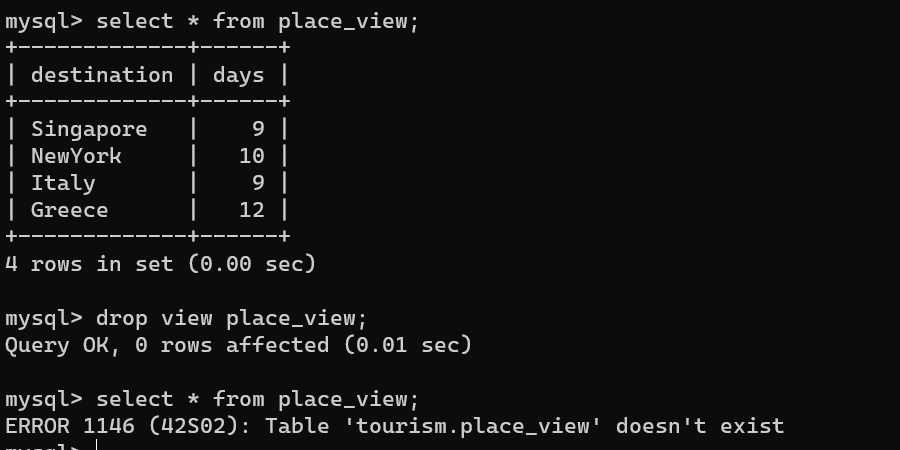 mysql> select * from place_view;
+-------------+------+
| destination | days |
+-------------+------+
| Singapore   |    9 |
| NewYork     |   10 |
| Italy       |    9 |
| Greece      |   12 |
+-------------+------+
4 rows in set (0.00 sec)
mysql> drop view place_view;
Query OK, 0 rows affected (0.01 sec)
mysql> select * from place_view;
ERROR 1146 (42S02): Table 'tourism.place_view' doesn't exist
mysql>